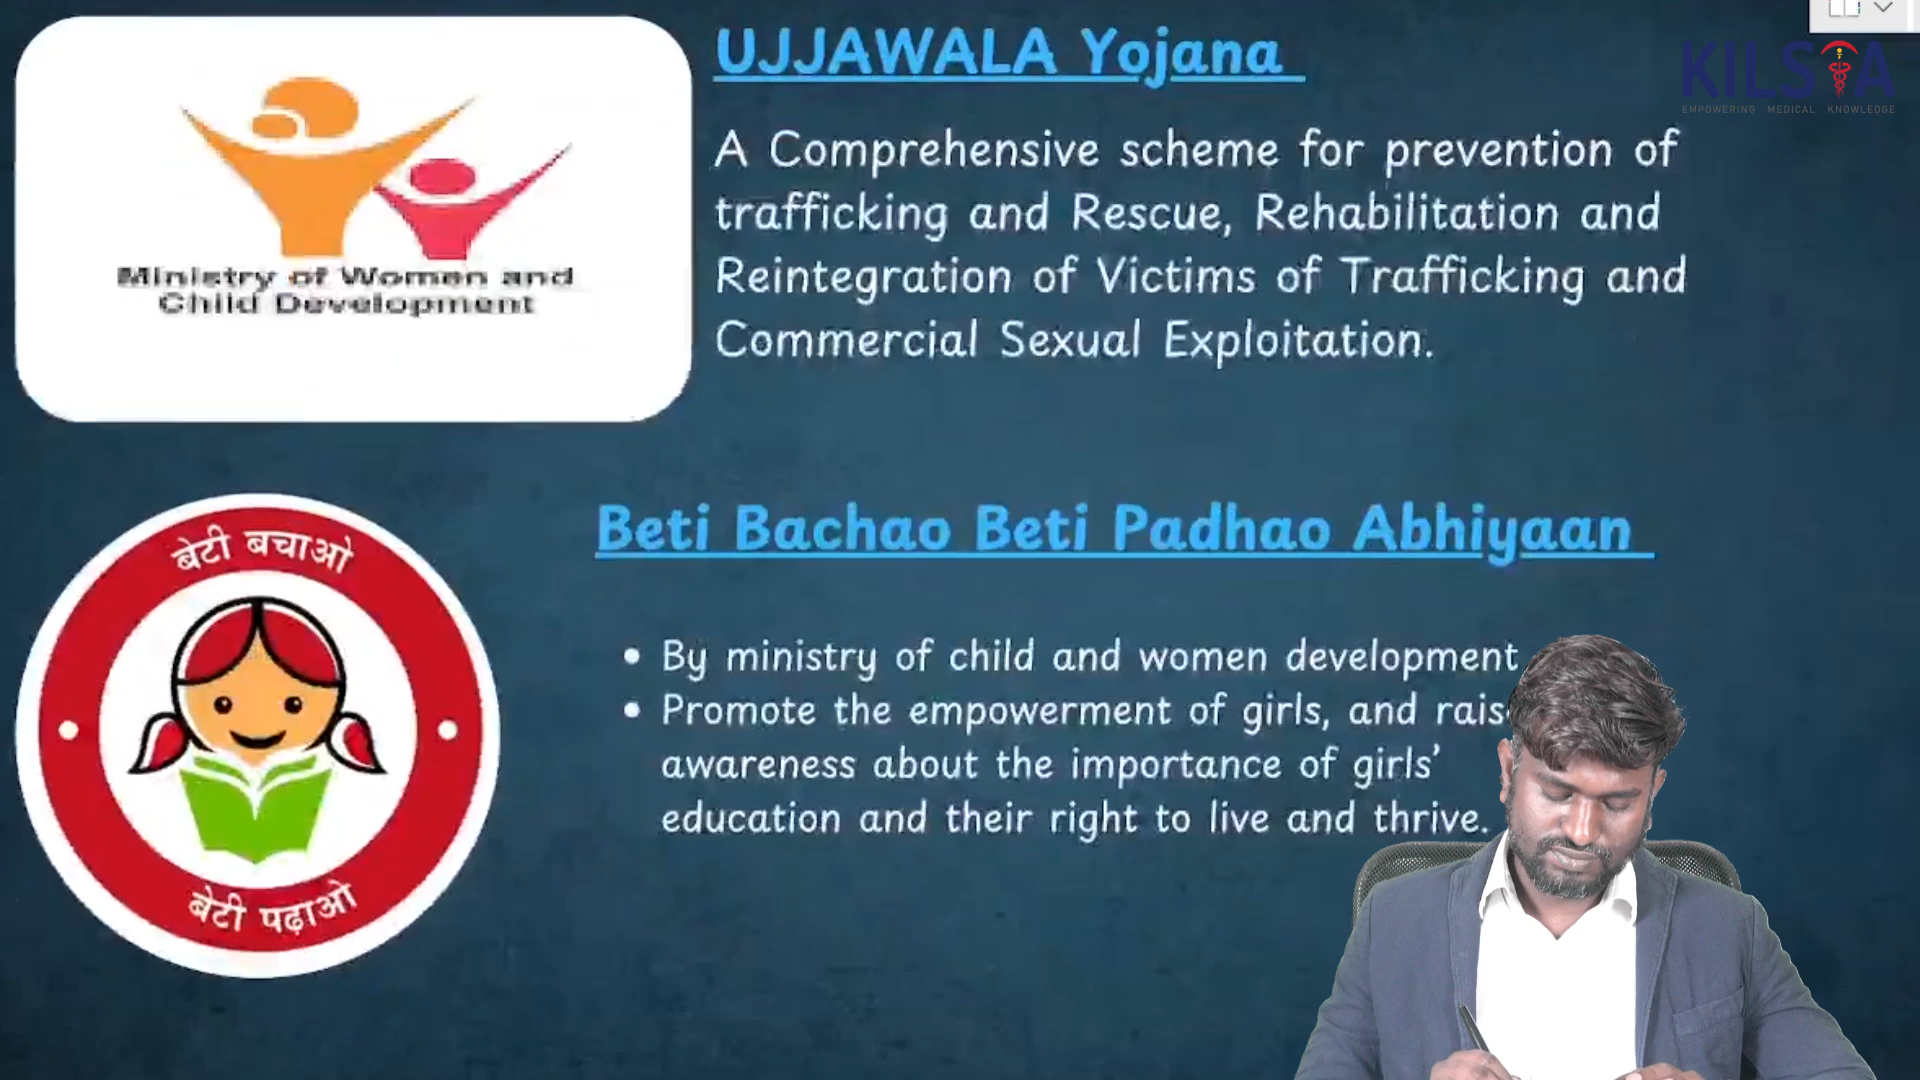 UJJAWALA Yojana
KILSTA
EMPOWERING MEDICAL KNOWLEDGE
A Comprehensive scheme for prevention of
trafficking and Rescue, Rehabilitation and
Reintegration of Victims of Trafficking and
Commercial Sexual Exploitation.
Ministry of Women and
Child Development
Beti Bachao Beti Padhao Abhiyaan
बेटी बचाओ
बेटी पढ़ाओ
• By ministry of child and women development
• Promote the empowerment of girls, and rais
awareness about the importance of girls’
education and their right to live and thrive.